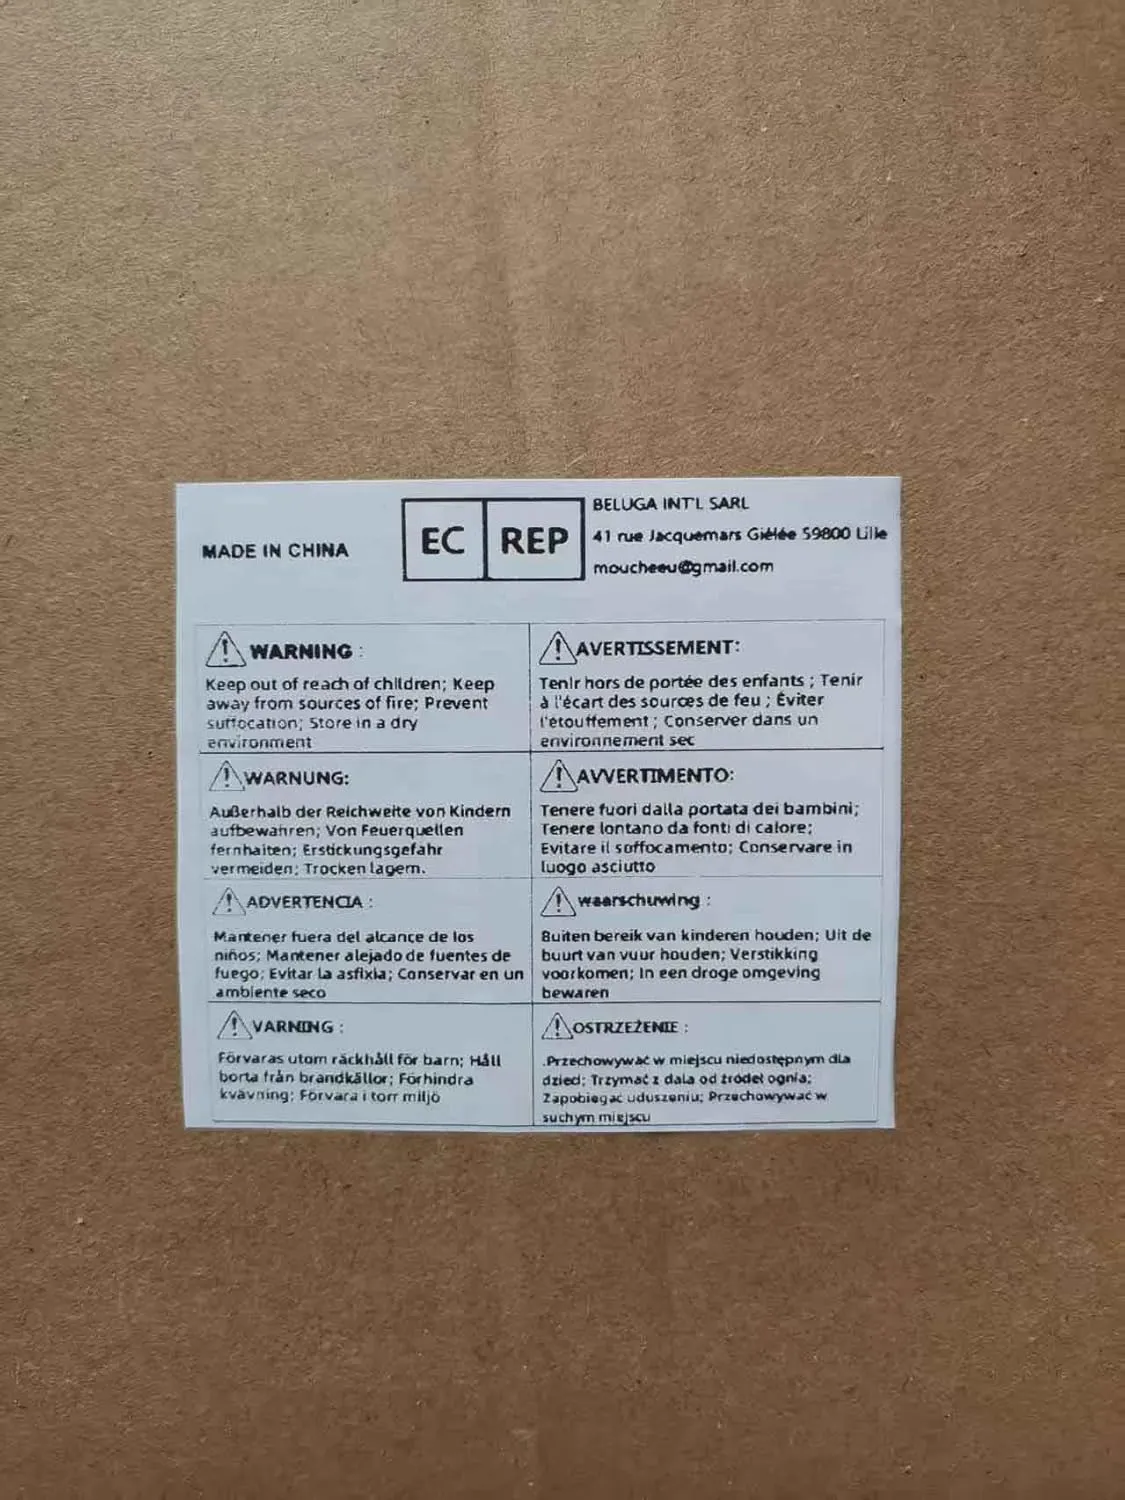 MADE IN CHINA
EC REP
BELUGA INT'L SARL
41 rue Jacquemars Giélée 59800 Lille
moucheeu@gmail.com
WARNING :
Keep out of reach of children; Keep
away from sources of fire; Prevent
suffocation; Store in a dry
environment
AVERTISSEMENT:
Tenir hors de portée des enfants ; Tenir
à l'écart des sources de feu ; Éviter
l'étouffement ; Conserver dans un
environnement sec
WARNUNG:
Außerhalb der Reichweite von Kindern
aufbewahren; Von Feuerquellen
fernhalten; Erstickungsgefahr
vermeiden; Trocken lagern.
AVVERTIMENTO:
Tenere fuori dalla portata dei bambini;
Tenere lontano da fonti di calore;
Evitare il soffocamento; Conservare in
luogo asciutto
ADVERTENCIA :
Mantener fuera del alcance de los
niños; Mantener alejado de fuentes de
fuego; Evitar la asfixia; Conservar en un
ambiente seco
waarschuwing :
Buiten bereik van kinderen houden; Uit de
buurt van vuur houden; Verstikking
voorkomen; In een droge omgeving
bewaren
VARNING :
Förvaras utom räckhåll för barn; Håll
borta från brandkällor; Förhindra
kvävning; Förvara i torr miljö
OSTRZEŻENIE :
.Przechowywać w miejscu niedostępnym dla
dzieci; Trzymać z dala od źródeł ognia;
Zapobiegać uduszeniu; Przechowywać w
suchym miejscu